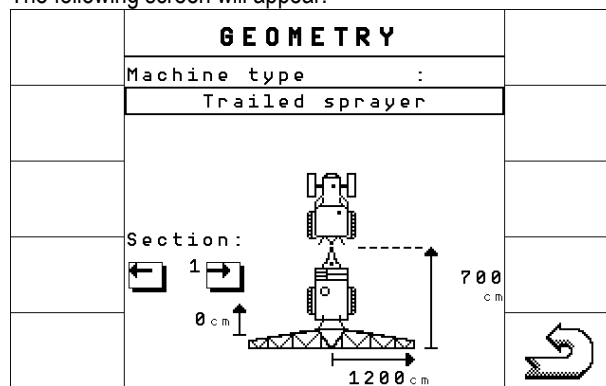 The following screen will appear:
GEOMETRY
Machine type :
Trailed sprayer
Section:
1
700
cm
0cm
1200cm